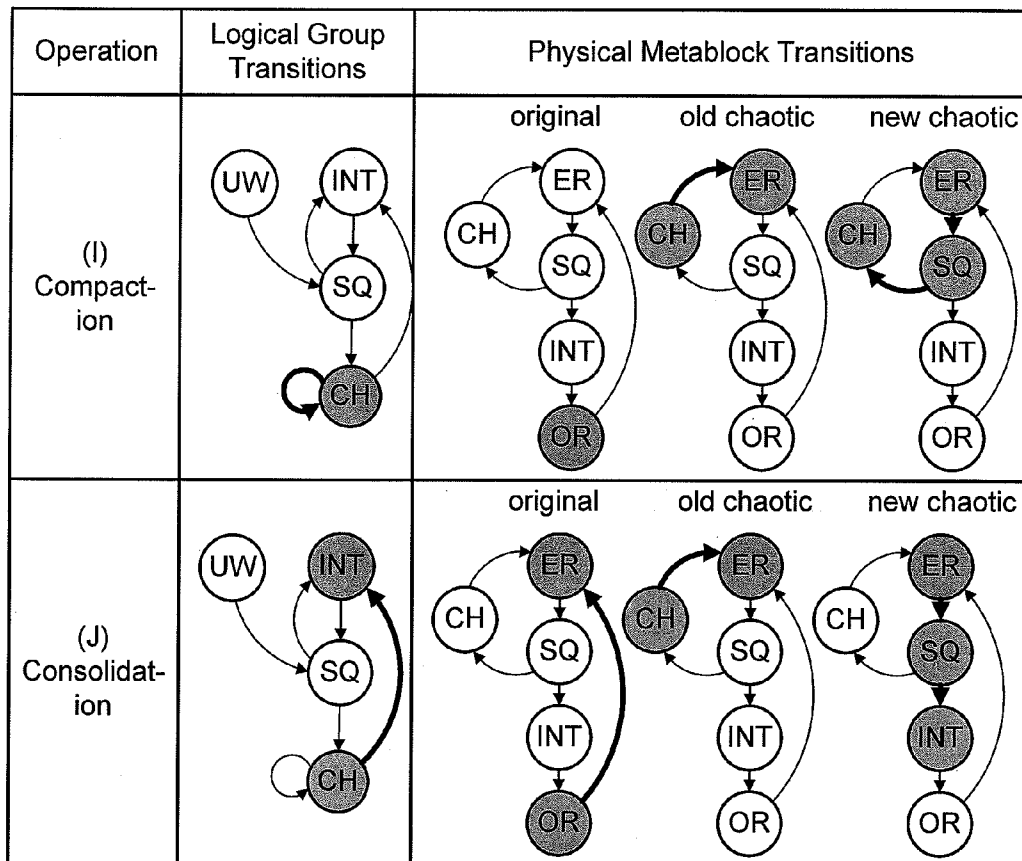 Operation
Logical Group
Transitions
Physical Metablock Transitions
(I)
Compact-
ion
UW
INT
SQ
CH
original
ER
CH
SQ
INT
OR
old chaotic
ER
CH
SQ
INT
OR
new chaotic
ER
CH
SQ
INT
OR
(J)
Consolidat-
ion
UW
INT
SQ
CH
original
ER
CH
SQ
INT
OR
old chaotic
ER
CH
SQ
INT
OR
new chaotic
ER
CH
SQ
INT
OR